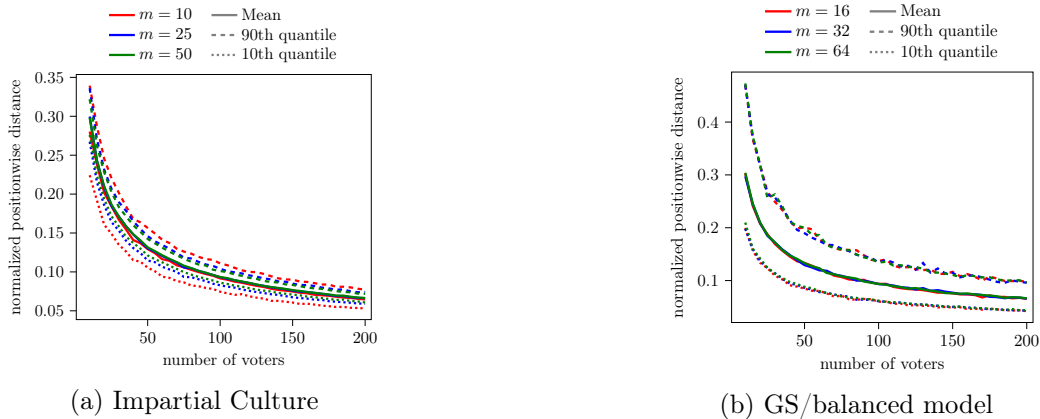 m = 10
Mean
m = 25
90th quantile
m = 50
10th quantile
0.35
0.30
0.25
0.20
0.15
0.10
0.05
normalized positionwise distance
50
100
150
200
number of voters
(a) Impartial Culture
m = 16
Mean
m = 32
90th quantile
m = 64
10th quantile
0.4
0.3
0.2
0.1
normalized positionwise distance
50
100
150
200
number of voters
(b) GS/balanced model